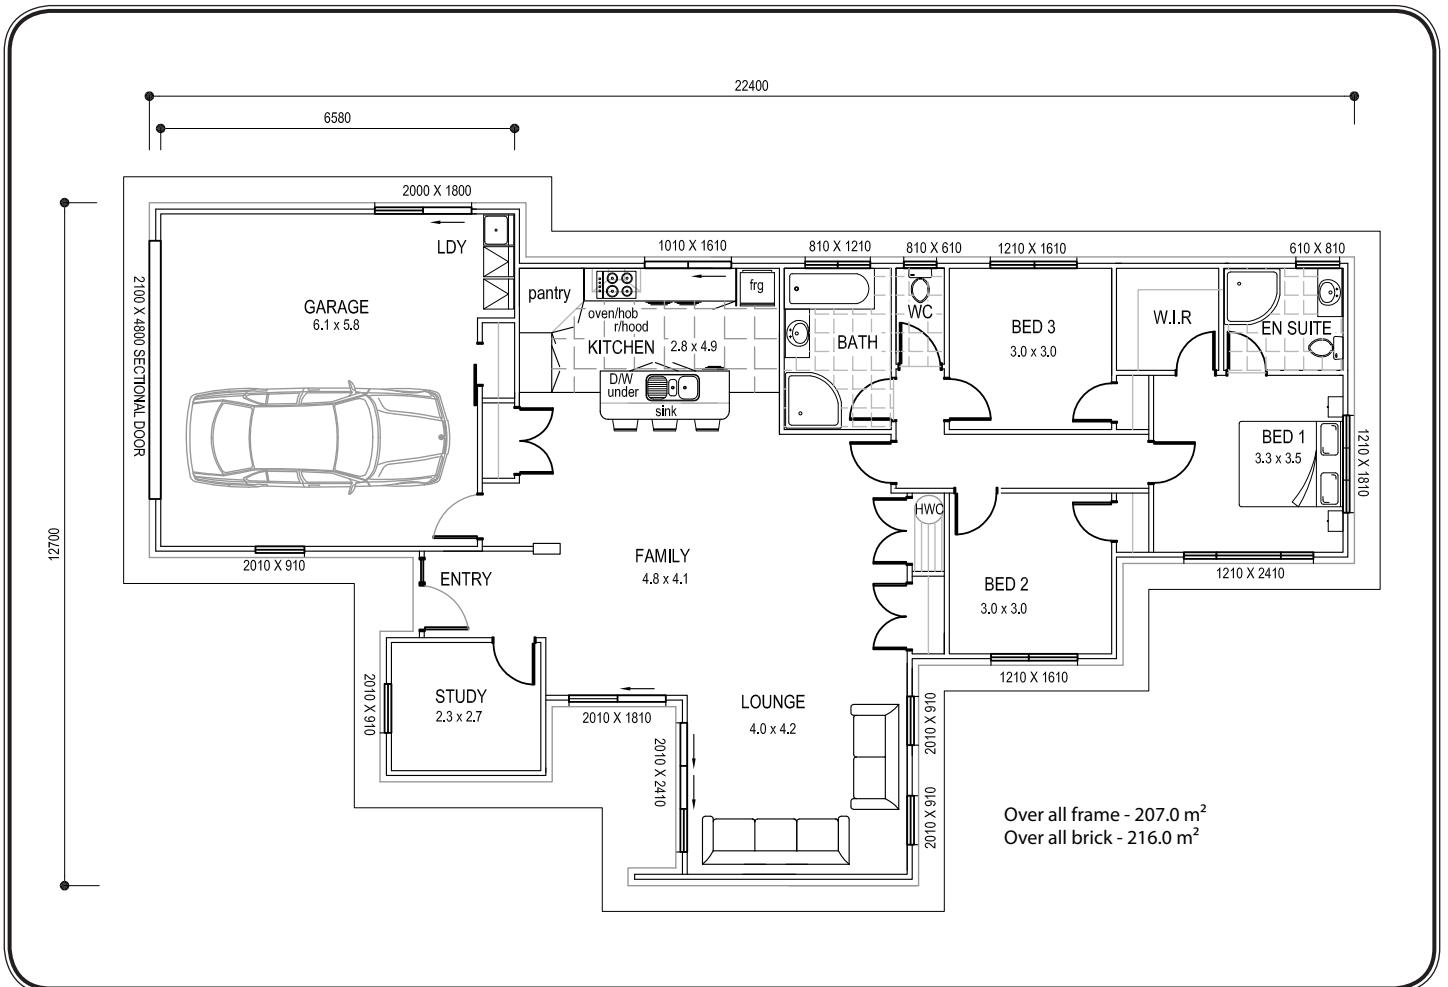 22400
6580
2000 X 1800
LDY
GARAGE
6.1 x 5.8
2100 X 4800 SECTIONAL DOOR
12700
2010 X 910
1010 X 1610
810 X 1210
810 X 610
1210 X 1610
610 X 810
pantry
oven/hob
r/hood
frg
KITCHEN 2.8 x 4.9
D/W
under
sink
BATH
WC
BED 3
3.0 x 3.0
W.I.R
EN SUITE
BED 1
3.3 x 3.5
1210 X 1810
1210 X 2410
HWC
FAMILY
4.8 x 4.1
ENTRY
BED 2
3.0 x 3.0
1210 X 1610
STUDY
2.3 x 2.7
2010 X 910
2010 X 1810
2010 X 2410
LOUNGE
4.0 x 4.2
2010 X 910
2010 X 910
Over all frame - 207.0 m²
Over all brick - 216.0 m²